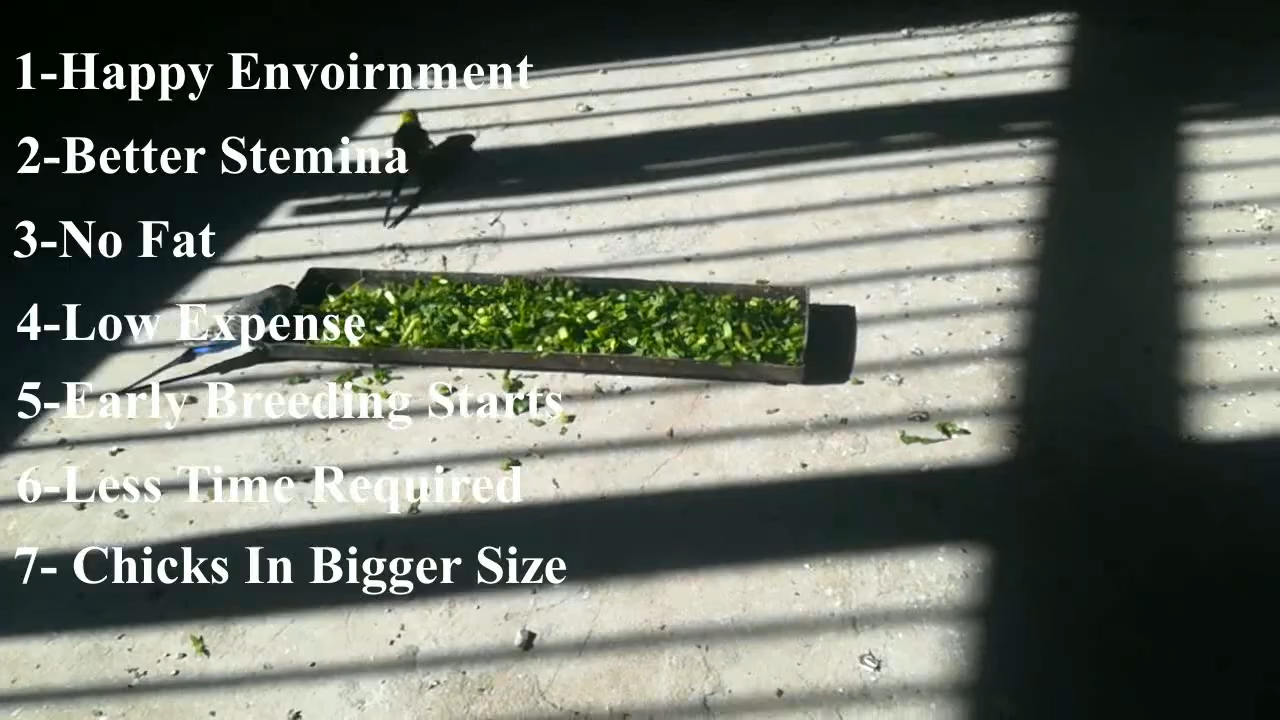 1-Happy Envoirnment
2-Better Stemina
3-No Fat
4-Low Expense
5-Early Breeding Starts
6-Less Time Required
7- Chicks In Bigger Size